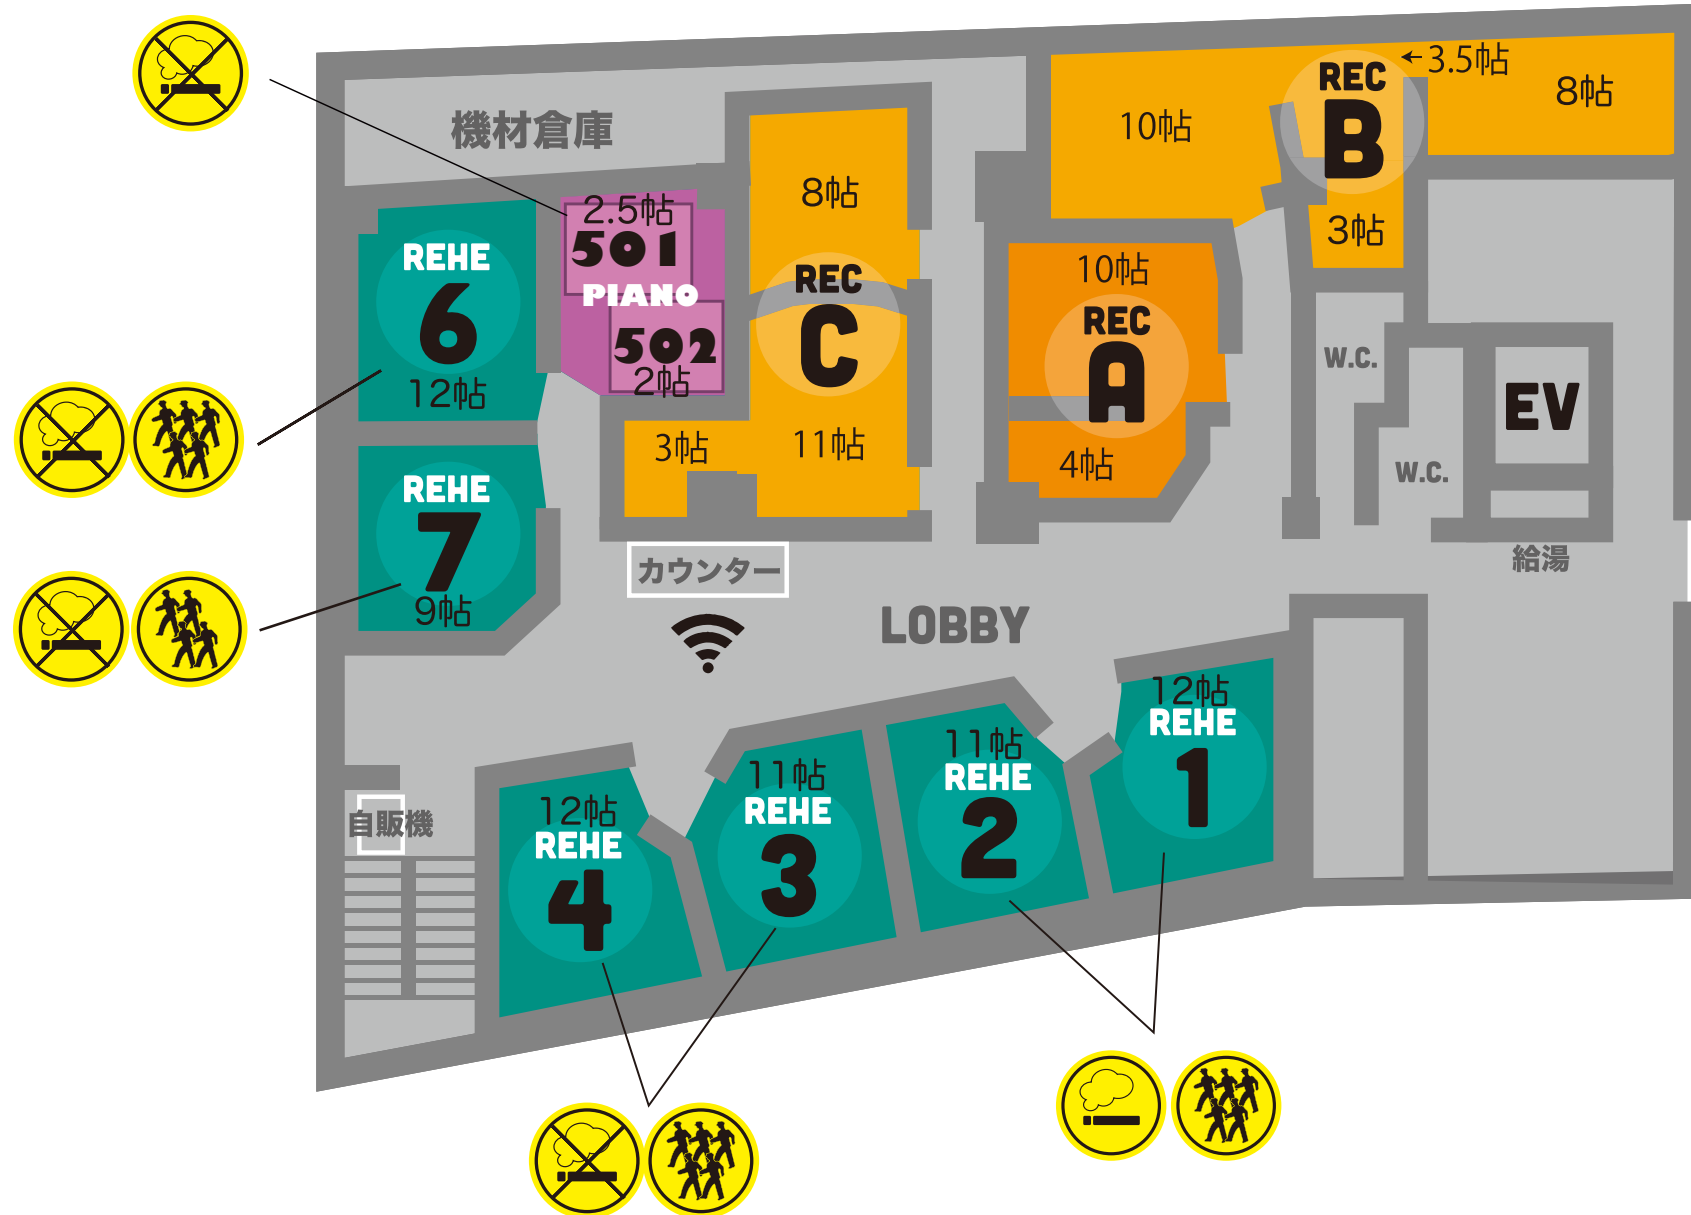 機材倉庫
2.5帖
501
PIANO
502
2帖
REHE
6
12帖
REHE
7
9帖
8帖
REC
C
3帖
11帖
10帖
REC
B
←3.5帖
8帖
3帖
10帖
REC
A
4帖
W.C.
W.C.
EV
給湯
カウンター
LOBBY
自販機
12帖
REHE
4
11帖
REHE
3
11帖
REHE
2
12帖
REHE
1